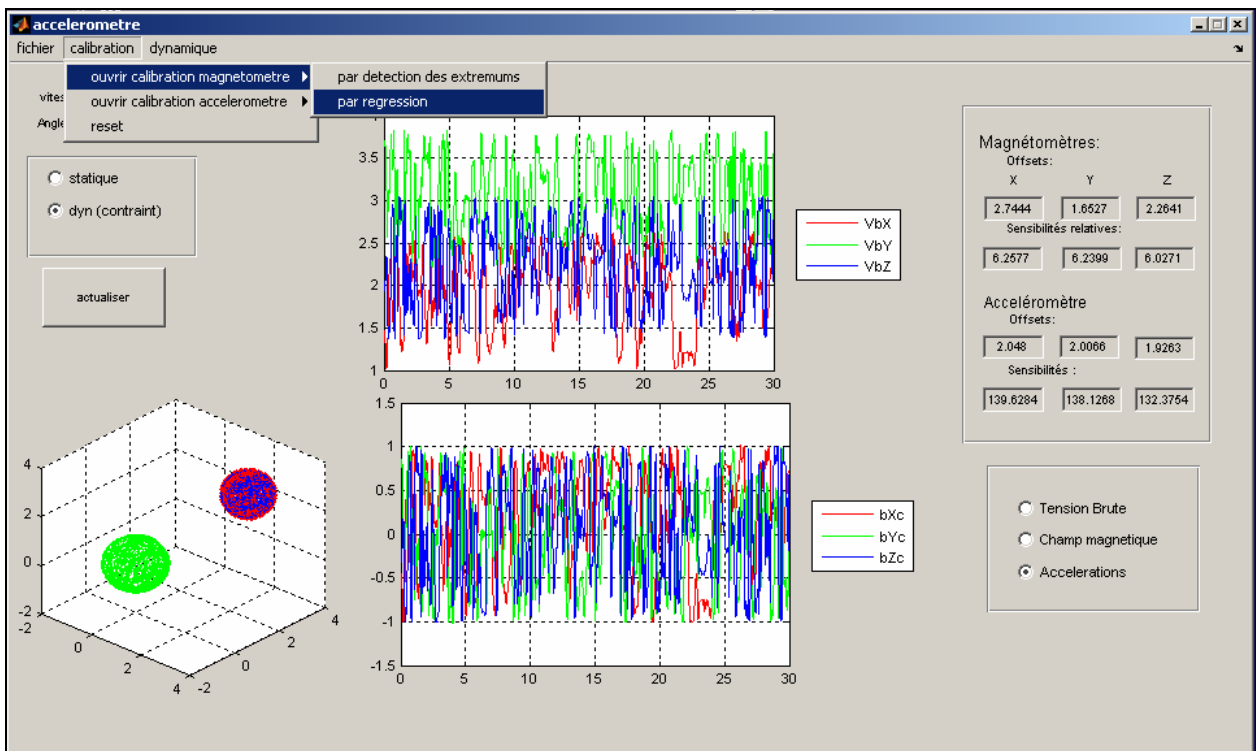 accelerometre
fichier calibration dynamique
ouvrir calibration magnetometre
ouvrir calibration accelerometre
reset
par detection des extremums
par regression
vites
Angle
statique
dyn (contraint)
actualiser
3.5
3
2.5
2
1.5
1
0 5 10 15 20 25 30
VbX
VbY
VbZ
1.5
1
0.5
0
-0.5
-1
-1.5
0 5 10 15 20 25 30
bXc
bYc
bZc
4
2
0
-2
-2
0
2
4
-2
0
2
4
Magnétomètres:
Offsets:
X Y Z
2.7444 1.6527 2.2641
Sensibilités relatives:
6.2577 6.2399 6.0271
Accéléromètre
Offsets:
2.048 2.0066 1.9263
Sensibilités :
139.6284 138.1268 132.3754
Tension Brute
Champ magnetique
Accelerations